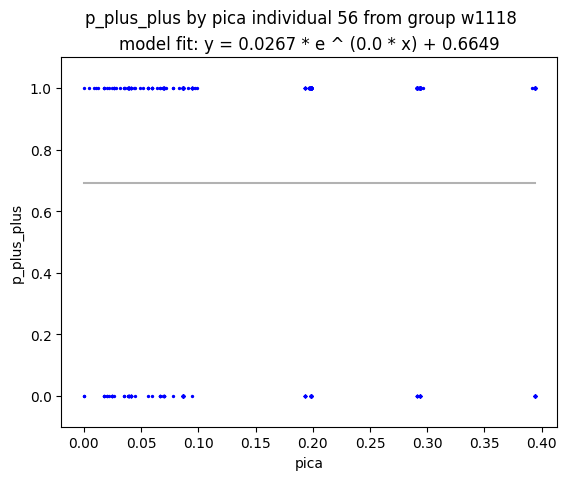 p_plus_plus by pica individual 56 from group w1118
model fit: y = 0.0267 * e ^ (0.0 * x) + 0.6649
1.0
0.8
0.6
0.4
0.2
0.0
p_plus_plus
0.00 0.05 0.10 0.15 0.20 0.25 0.30 0.35 0.40
pica